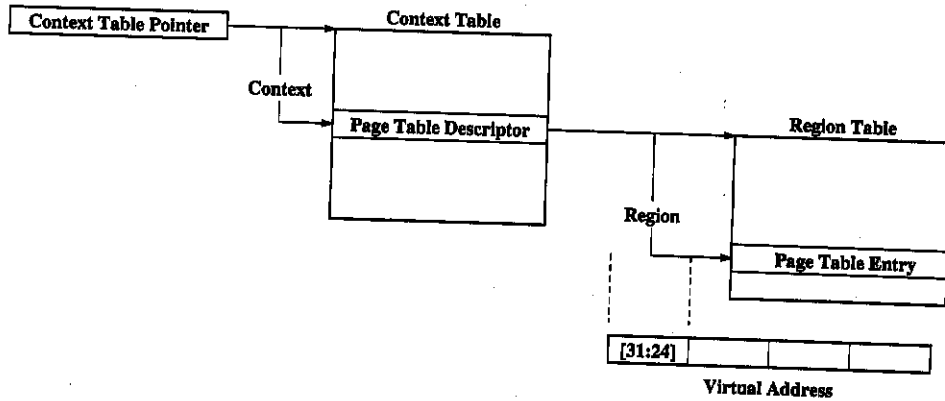 Context Table Pointer
Context Table
Context
Page Table Descriptor
Region Table
Region
Page Table Entry
[31:24]
Virtual Address